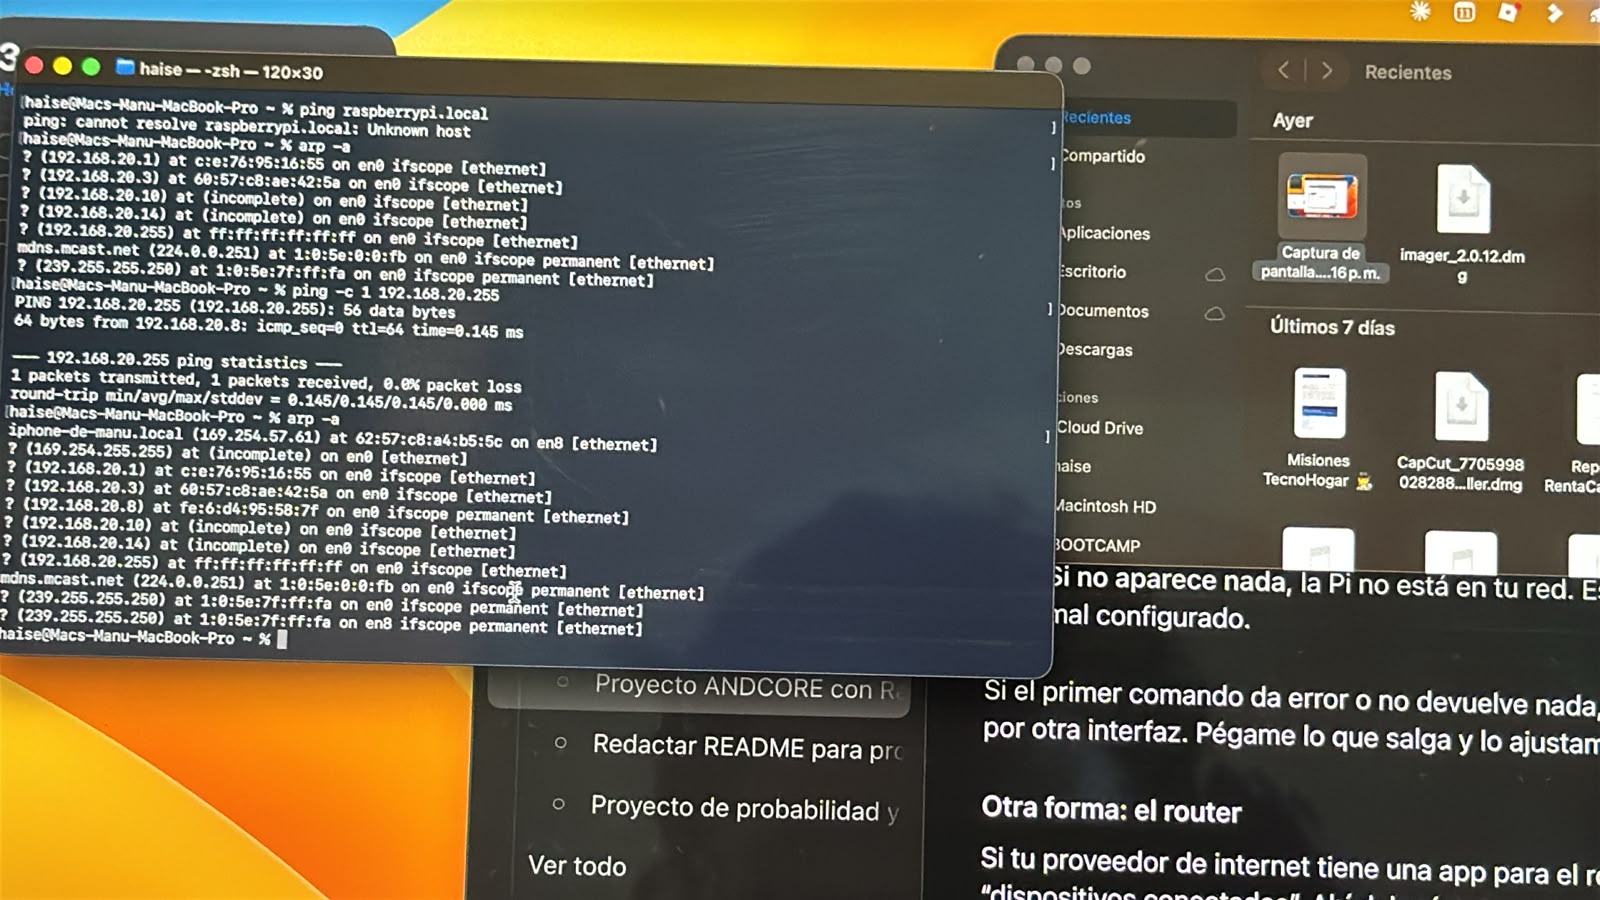 haise — -zsh — 120×30
haise@Macs-Manu-MacBook-Pro ~ % ping raspberrypi.local
ping: cannot resolve raspberrypi.local: Unknown host
haise@Macs-Manu-MacBook-Pro ~ % arp -a
? (192.168.20.1) at c:e:76:95:16:55 on en0 ifscope [ethernet]
? (192.168.20.3) at 60:57:c8:ae:42:5a on en0 ifscope [ethernet]
? (192.168.20.10) at (incomplete) on en0 ifscope [ethernet]
? (192.168.20.14) at (incomplete) on en0 ifscope [ethernet]
? (192.168.20.255) at ff:ff:ff:ff:ff:ff on en0 ifscope [ethernet]
mdns.mcast.net (224.0.0.251) at 1:0:5e:0:0:fb on en0 ifscope permanent [ethernet]
? (239.255.255.250) at 1:0:5e:7f:ff:fa on en0 ifscope permanent [ethernet]
haise@Macs-Manu-MacBook-Pro ~ % ping -c 1 192.168.20.255
PING 192.168.20.255 (192.168.20.255): 56 data bytes
64 bytes from 192.168.20.8: icmp_seq=0 ttl=64 time=0.145 ms
--- 192.168.20.255 ping statistics ---
1 packets transmitted, 1 packets received, 0.0% packet loss
round-trip min/avg/max/stddev = 0.145/0.145/0.145/0.000 ms
haise@Macs-Manu-MacBook-Pro ~ % arp -a
iphone-de-manu.local (169.254.57.61) at 62:57:c8:a4:b5:5c on en8 [ethernet]
? (169.254.255.255) at (incomplete) on en0 [ethernet]
? (192.168.20.1) at c:e:76:95:16:55 on en0 ifscope [ethernet]
? (192.168.20.3) at 60:57:c8:ae:42:5a on en0 ifscope [ethernet]
? (192.168.20.8) at fe:6:d4:95:58:7f on en0 ifscope permanent [ethernet]
? (192.168.20.10) at (incomplete) on en0 ifscope [ethernet]
? (192.168.20.14) at (incomplete) on en0 ifscope [ethernet]
? (192.168.20.255) at ff:ff:ff:ff:ff:ff on en0 ifscope [ethernet]
mdns.mcast.net (224.0.0.251) at 1:0:5e:0:0:fb on en0 ifscope permanent [ethernet]
? (239.255.255.250) at 1:0:5e:7f:ff:fa on en0 ifscope permanent [ethernet]
? (239.255.255.250) at 1:0:5e:7f:ff:fa on en8 ifscope permanent [ethernet]
haise@Macs-Manu-MacBook-Pro ~ %
11
Recientes
Recientes
Compartido
os
Aplicaciones
Escritorio
Documentos
Descargas
ciones
Cloud Drive
haise
Macintosh HD
BOOTCAMP
Ayer
Captura de
pantalla....16 p. m.
imager_2.0.12.dm
g
Últimos 7 días
Misiones
TecnoHogar
CapCut_7705998
028288...ller.dmg
Rep
RentaCa
Proyecto ANDCORE con R
Redactar README para pro
Proyecto de probabilidad y
Ver todo
Si no aparece nada, la Pi no está en tu red. Es
mal configurado.
Si el primer comando da error o no devuelve nada,
por otra interfaz. Pégame lo que salga y lo ajustam
Otra forma: el router
Si tu proveedor de internet tiene una app para el ro
"dispositivos conectados".